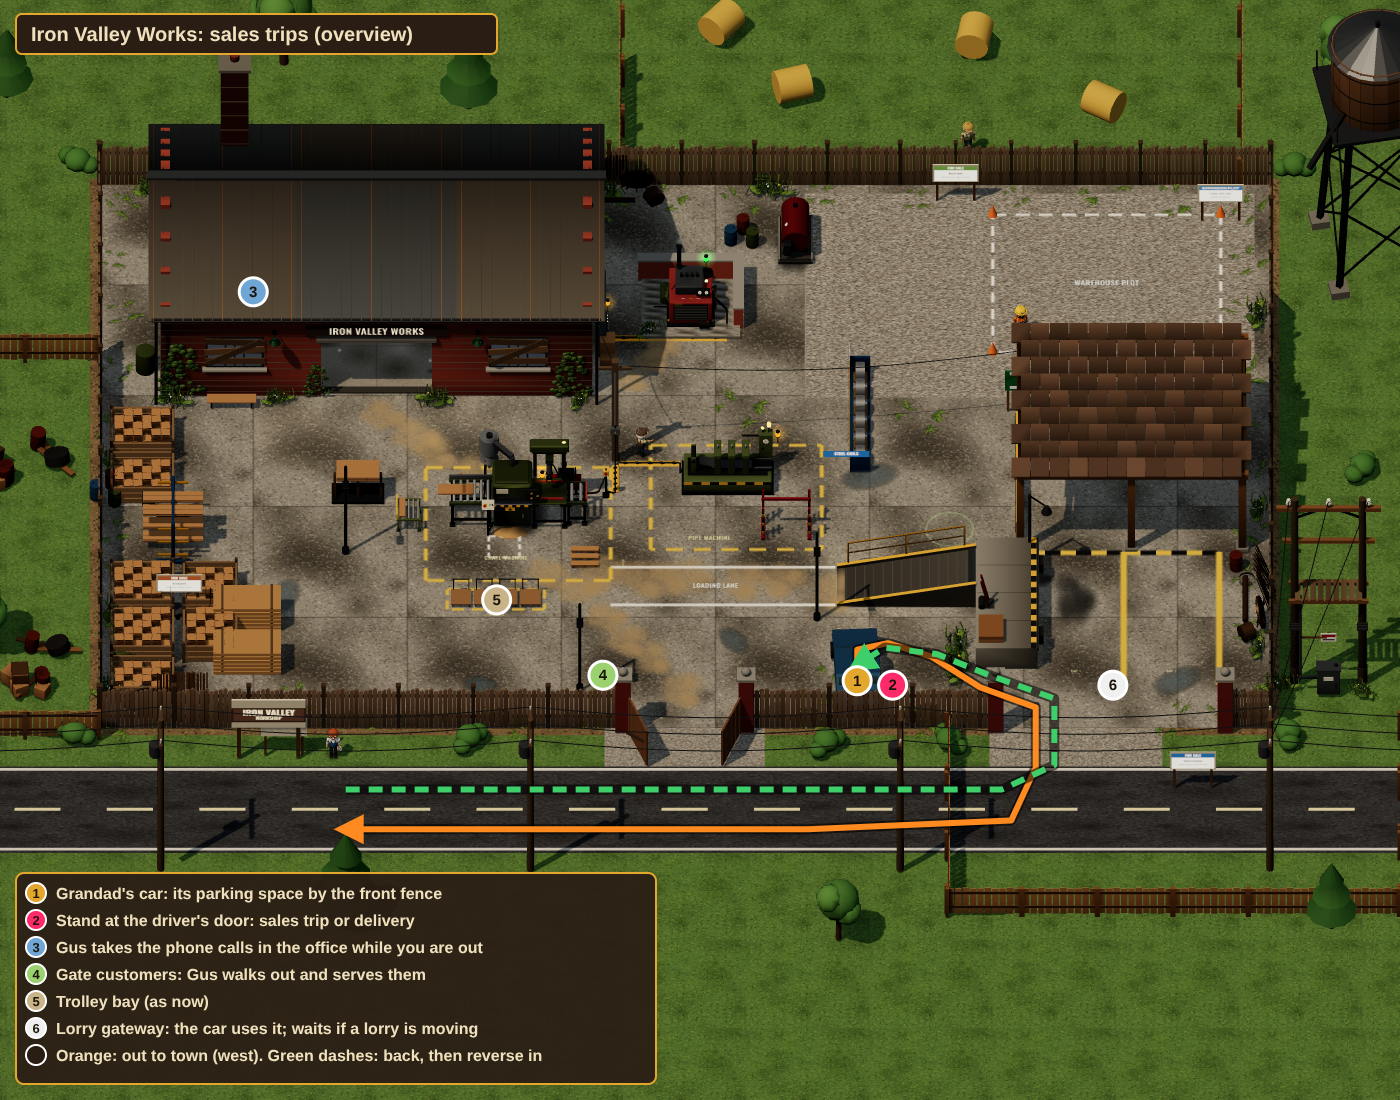 Iron Valley Works: sales trips (overview)
WAREHOUSE PLOT
3
IRON VALLEY WORKS
PIPE MACHINE
LOADING LANE
5
4
1
2
6
IRON VALLEY
WORKSHOP
1 Grandad's car: its parking space by the front fence
2 Stand at the driver's door: sales trip or delivery
3 Gus takes the phone calls in the office while you are out
4 Gate customers: Gus walks out and serves them
5 Trolley bay (as now)
6 Lorry gateway: the car uses it; waits if a lorry is moving
Orange: out to town (west). Green dashes: back, then reverse in